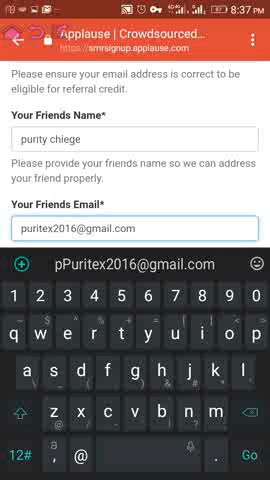 8:37 PM
Applause | Crowdsourced...
https://smrsignup.applause.com
Please ensure your email address is correct to be
eligible for referral credit.
Your Friends Name*
purity chiege
Please provide your friends name so we can address
your friend properly.
Your Friends Email*
puritex2016@gmail.com
pPuritex2016@gmail.com
1 2 3 4 5 6 7 8 9 0
q w e r t y u i o p
a s d f g h j k l
z x c v b n m
12# , @ . Go